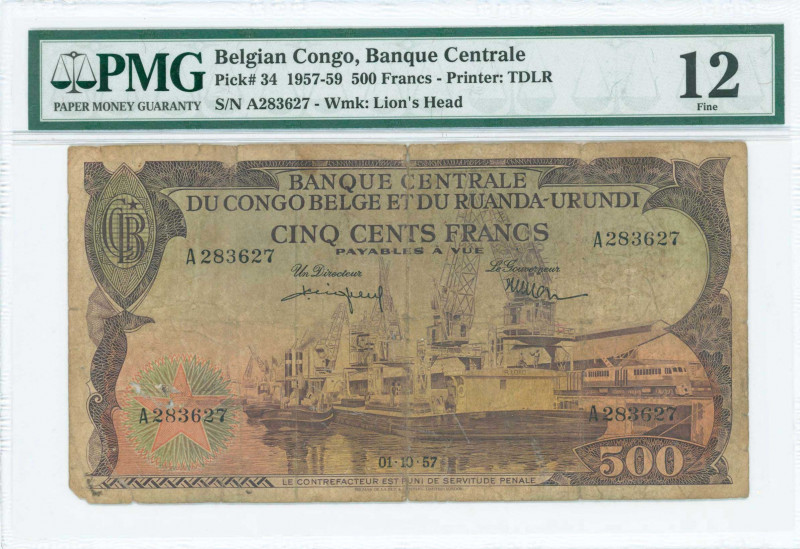 PMG
PAPER MONEY GUARANTY
Belgian Congo, Banque Centrale
Pick# 34 1957-59 500 Francs - Printer: TDLR
S/N A283627 - Wmk: Lion's Head
12
Fine
BANQUE CENTRALE
DU CONGO BELGE ET DU RUANDA-URUNDI
CINQ CENTS FRANCS
PAYABLES À VUE
A283627
A283627
Un Directeur
Le Gouverneur
A283627
A283627
01-10-57
500
LE CONTREFACTEUR EST PUNI DE SERVITUDE PENALE